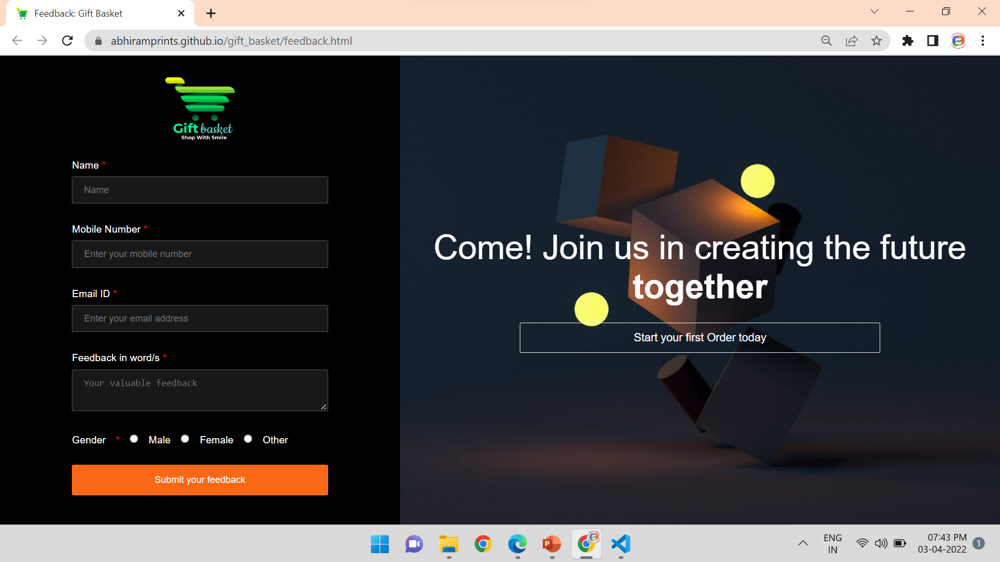 Feedback: Gift Basket
abhiramprints.github.io/gift_basket/feedback.html
Gift basket
Shop With Smile
Name *
Name
Mobile Number *
Enter your mobile number
Email ID *
Enter your email address
Feedback in word/s *
Your valuable feedback
Gender * Male Female Other
Submit your feedback
Come! Join us in creating the future
together
Start your first Order today
P
ENG
IN
07:43 PM
03-04-2022
1